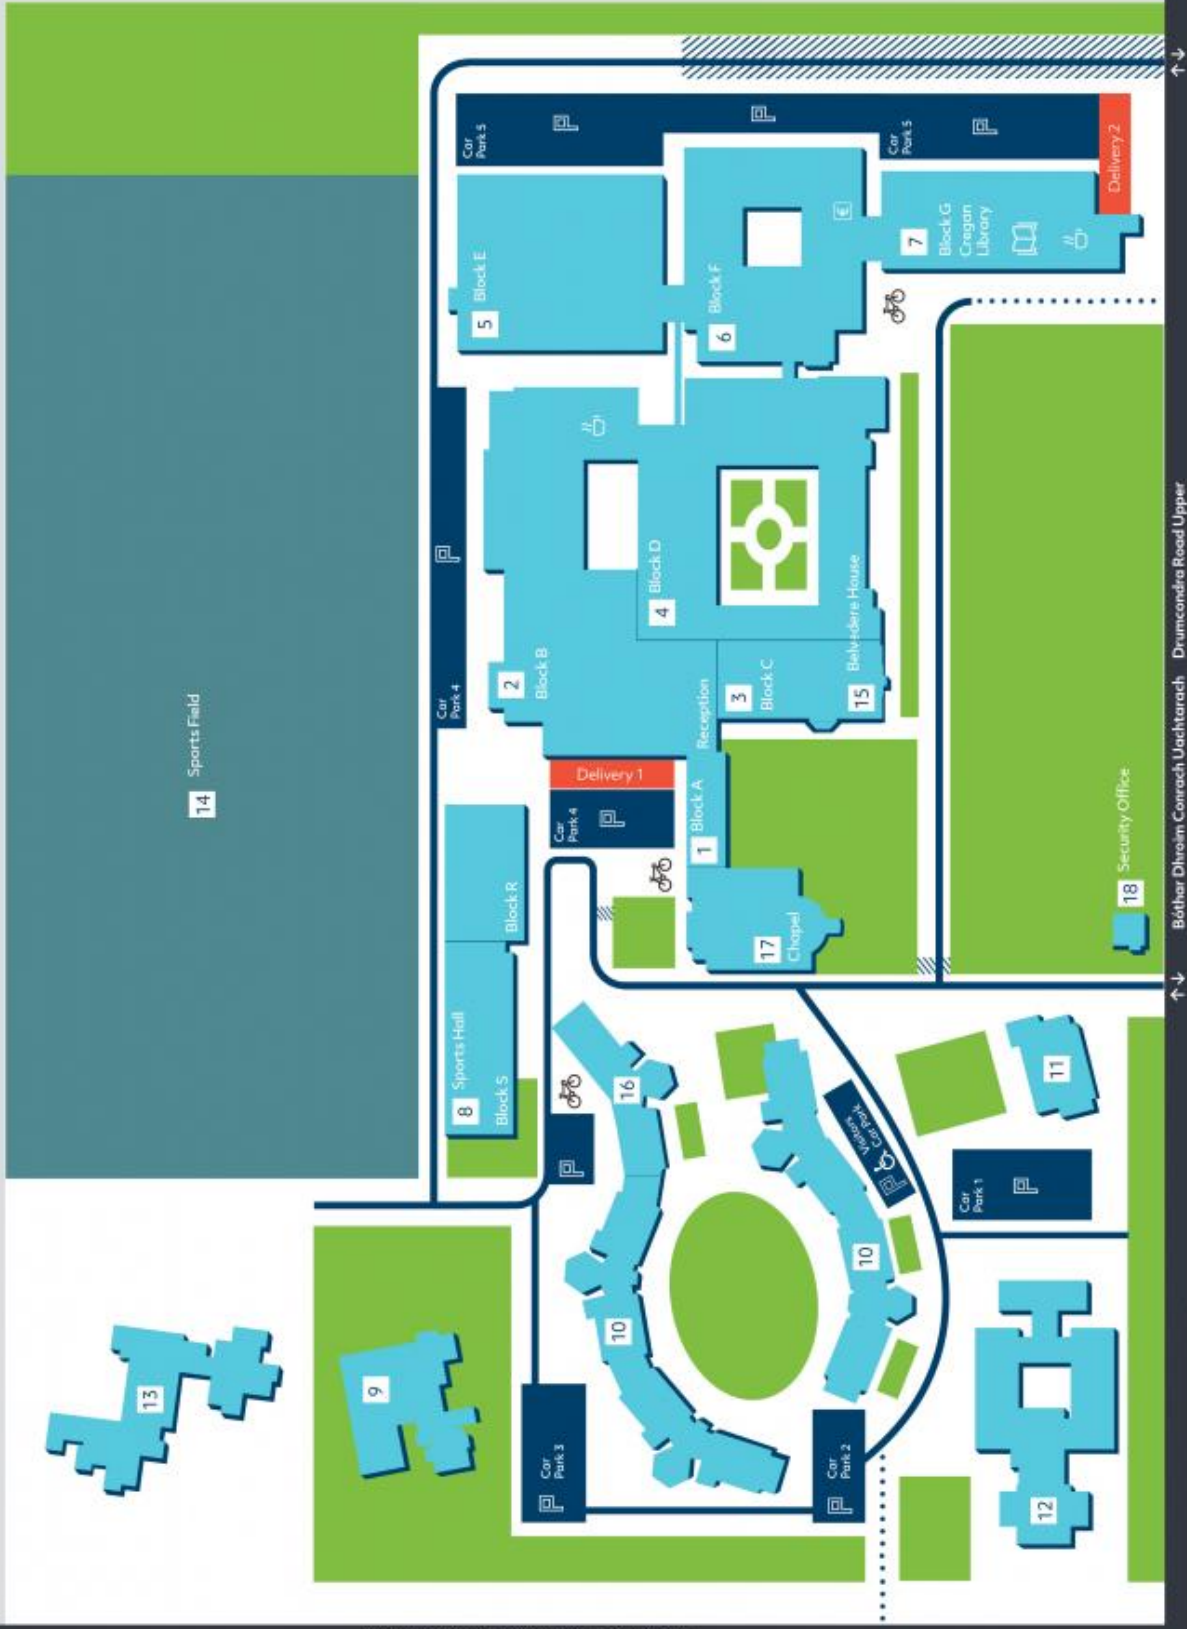 14 Sports Field
13
9
Car
Park 4
P
Car
Park 5
P
8 Sports Hall
Block S
Block R
5 Block E
2
Block B
P
Car
Park 3
P
Car
Park 4
P
Delivery 1
10
16
4 Block D
1 Block A
Reception
6 Block F
P
3
Block C
17
Chapel
€
P
Car
Park 2
10
P
Visitors
Car Park
15 Belvedere House
Car
Park 5
P
7
Block G
Cregan
Library
Car
Park 1
P
12
11
18 Security Office
Delivery 2
Bóthar Dhroim Conrach Uachtarach Drumcondra Road Upper